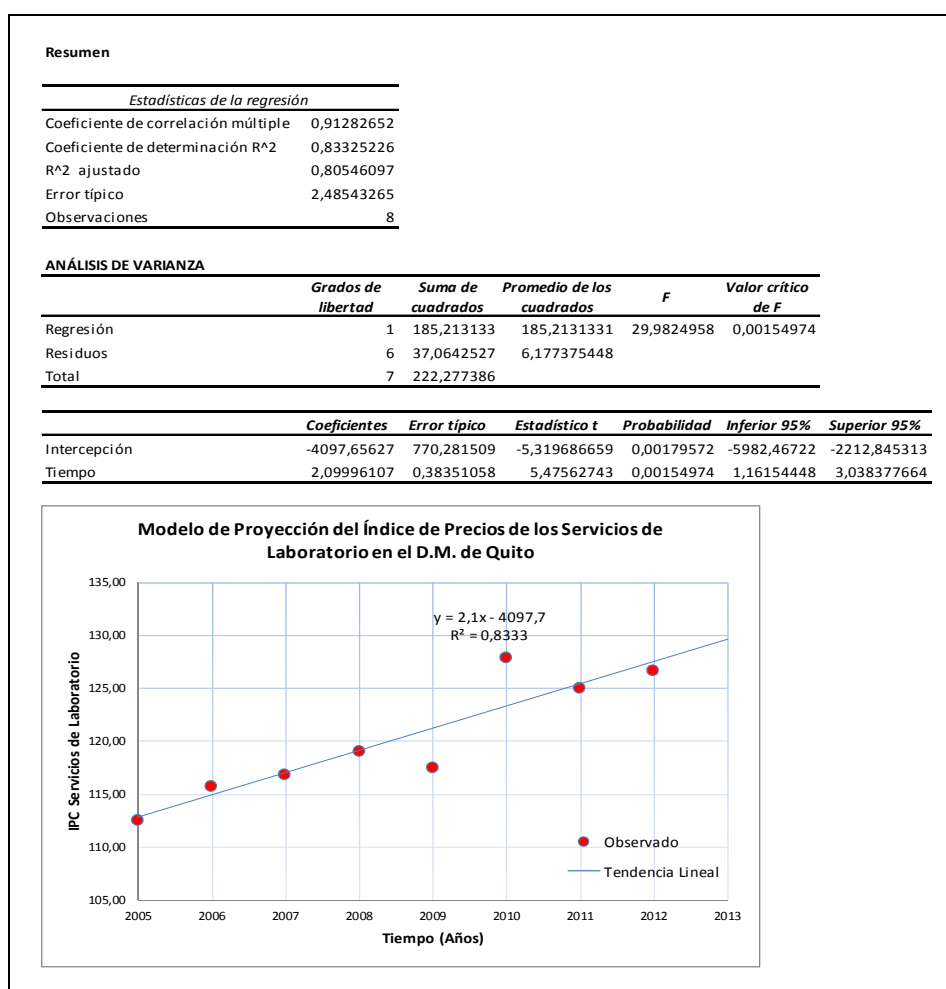 Resumen
Estadísticas de la regresión
Coeficiente de correlación múltiple 0,91282652
Coeficiente de determinación R^2 0,83325226
R^2 ajustado 0,80546097
Error típico 2,48543265
Observaciones 8
ANÁLISIS DE VARIANZA
Grados de libertad Suma de cuadrados Promedio de los cuadrados F Valor crítico de F
Regresión 1 185,213133 185,2131331 29,9824958 0,00154974
Residuos 6 37,0642527 6,177375448
Total 7 222,277386
Coeficientes Error típico Estadístico t Probabilidad Inferior 95% Superior 95%
Intercepción -4097,65627 770,281509 -5,319686659 0,00179572 -5982,46722 -2212,845313
Tiempo 2,09996107 0,38351058 5,47562743 0,00154974 1,16154448 3,038377664
Modelo de Proyección del Índice de Precios de los Servicios de
Laboratorio en el D.M. de Quito
IPC Servicios de Laboratorio
135,00
130,00
125,00
120,00
115,00
110,00
105,00
y = 2,1x - 4097,7
R² = 0,8333
Observado
Tendencia Lineal
2005 2006 2007 2008 2009 2010 2011 2012 2013
Tiempo (Años)